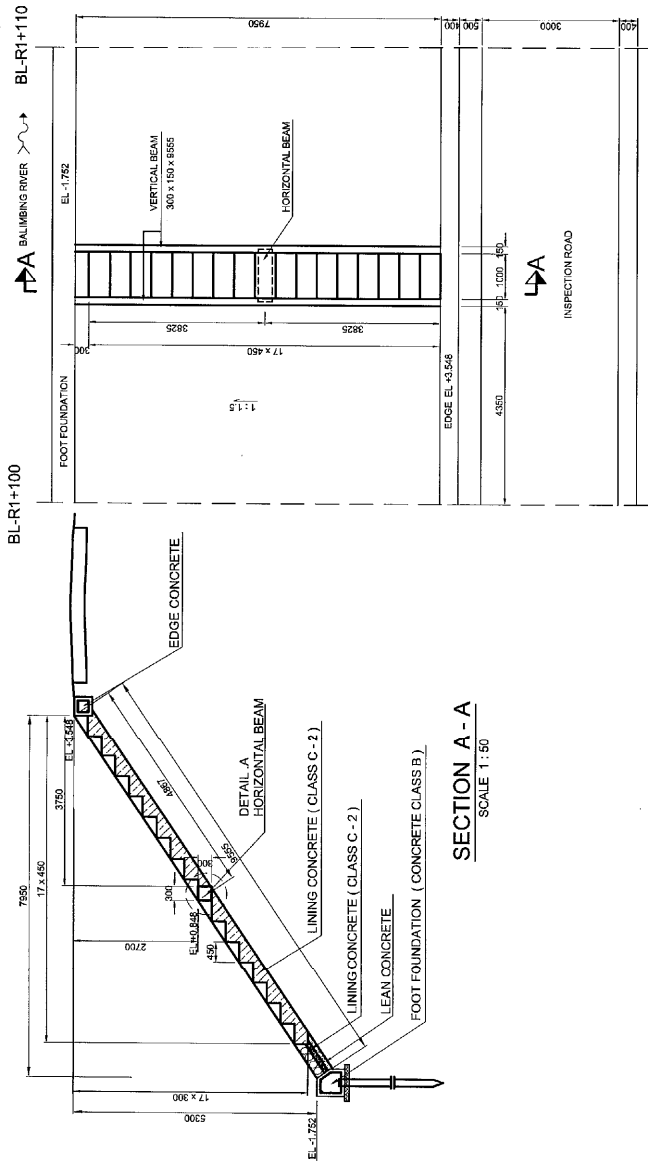 BL-R1+100
BALIMBING RIVER
BL-R1+110
A
EL -1.752
FOOT FOUNDATION
VERTICAL BEAM
300 x 150 x 9555
HORIZONTAL BEAM
300
3825
3825
17 x 450
1 : 1.5
7950
400
500
3000
400
EDGE EL +3.548
4350
150
1000
150
A
INSPECTION ROAD
7950
17 x 450
3750
EL +3.548
EDGE CONCRETE
2700
EL +0.848
300
300
450
DETAIL A
HORIZONTAL BEAM
4867
9555
LINING CONCRETE ( CLASS C - 2 )
LINING CONCRETE ( CLASS C - 2 )
LEAN CONCRETE
FOOT FOUNDATION ( CONCRETE CLASS B )
17 x 300
5300
EL -1.752
SECTION A - A
SCALE 1 : 50